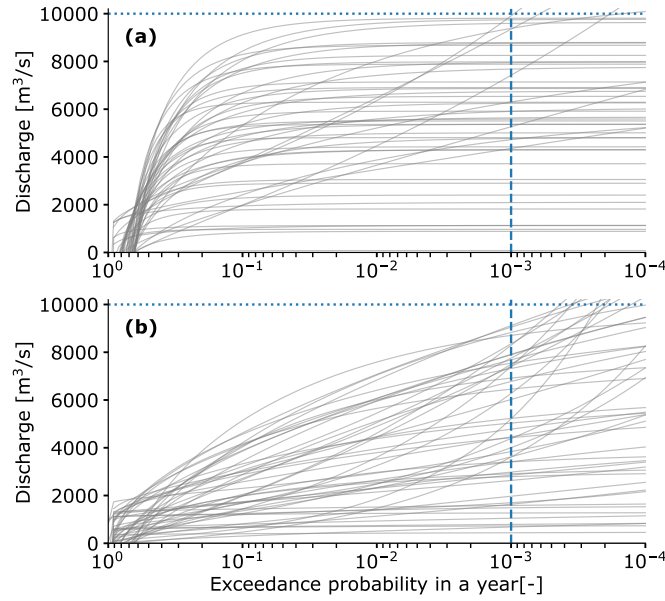 10000
(a)
8000
6000
4000
2000
0
Discharge [m³/s]
10⁰ 10⁻¹ 10⁻² 10⁻³ 10⁻⁴
10000
(b)
8000
6000
4000
2000
0
Discharge [m³/s]
10⁰ 10⁻¹ 10⁻² 10⁻³ 10⁻⁴
Exceedance probability in a year[-]